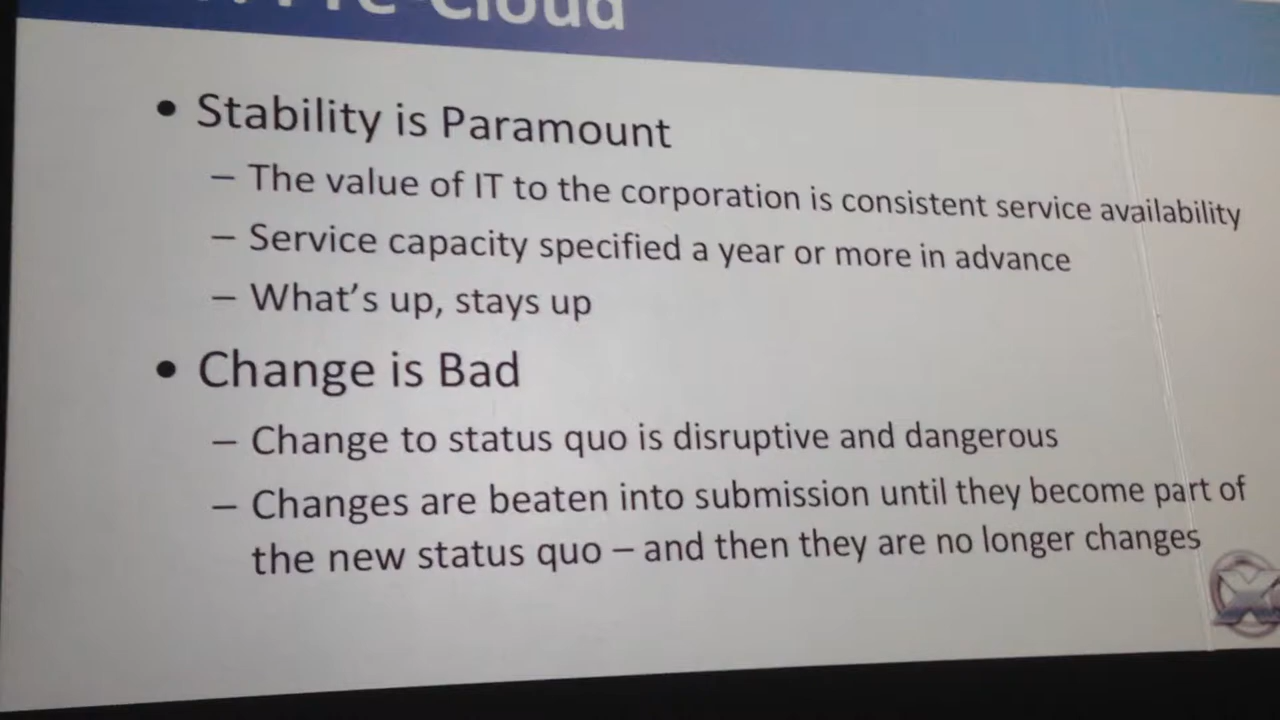 Pre-Cloud
• Stability is Paramount
– The value of IT to the corporation is consistent service availability
– Service capacity specified a year or more in advance
– What's up, stays up
• Change is Bad
– Change to status quo is disruptive and dangerous
– Changes are beaten into submission until they become part of
the new status quo – and then they are no longer changes
X